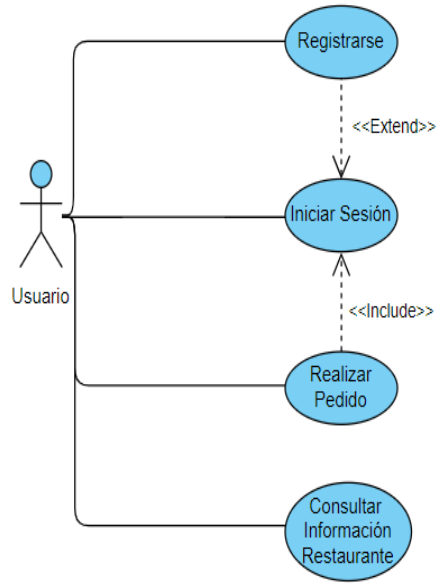 Registrarse
<<Extend>>
Iniciar Sesión
Usuario
<<Include>>
Realizar
Pedido
Consultar
Información
Restaurante